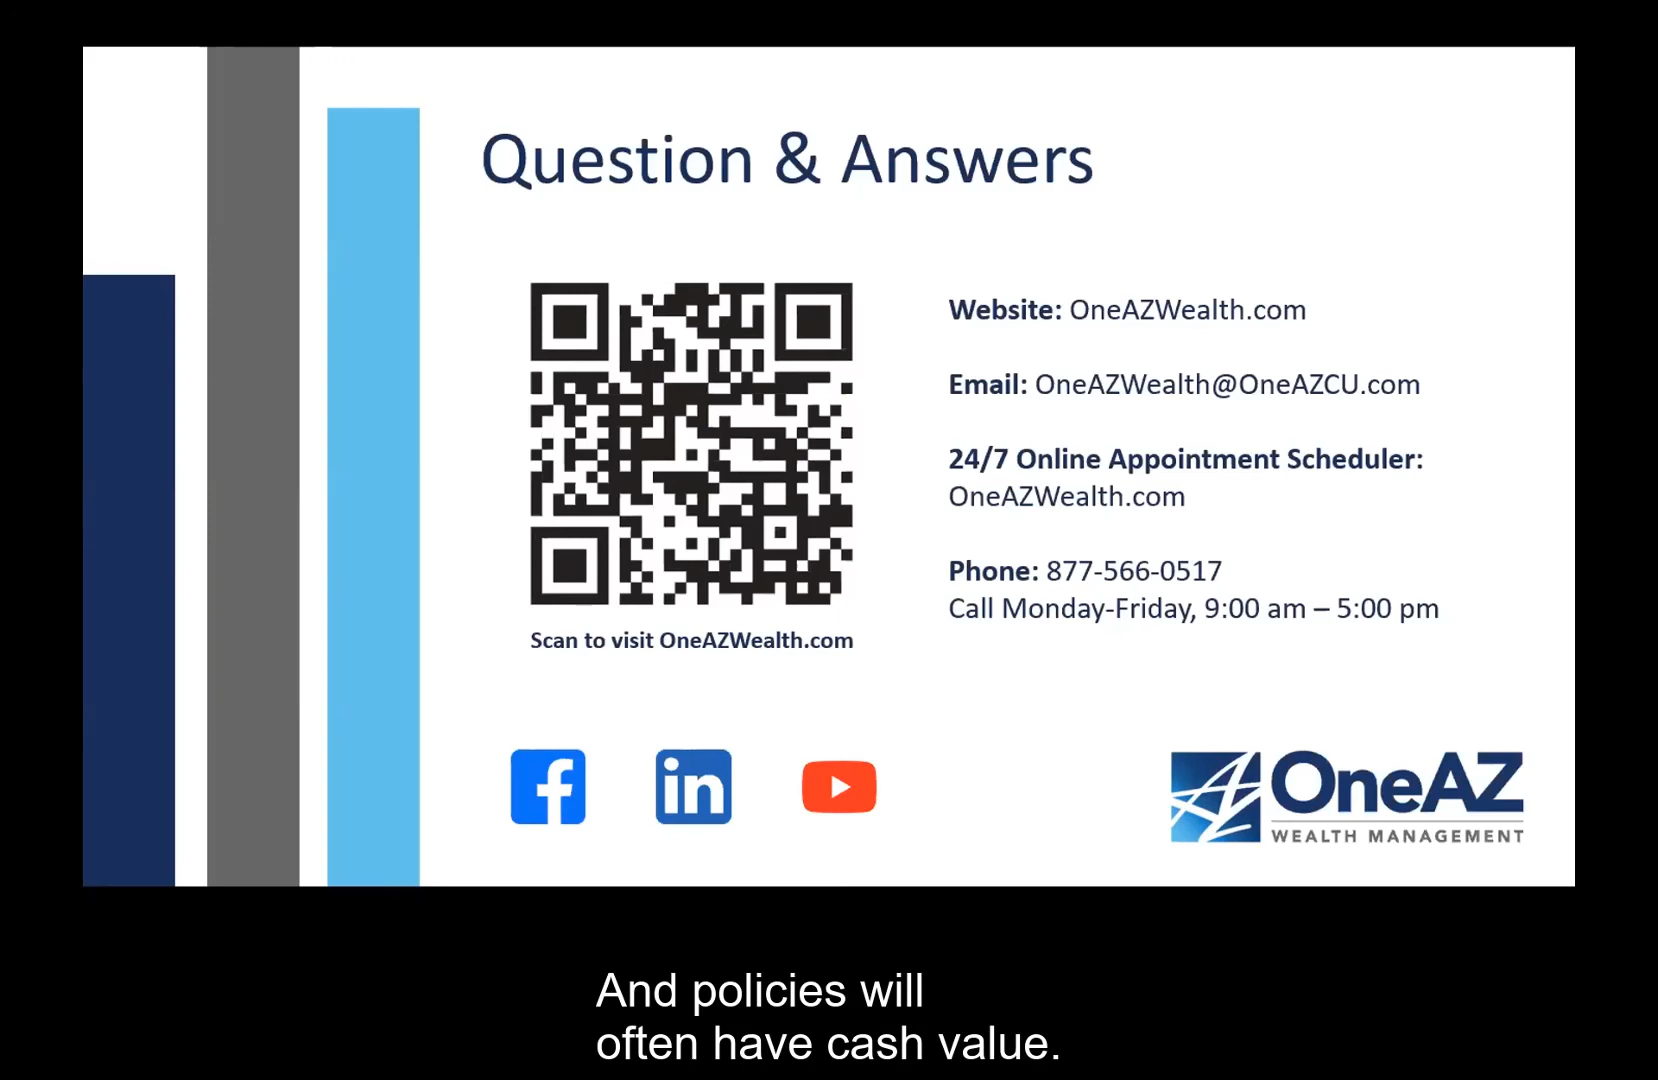 Question & Answers
Website: OneAZWealth.com
Email: OneAZWealth@OneAZCU.com
24/7 Online Appointment Scheduler:
OneAZWealth.com
Phone: 877-566-0517
Call Monday-Friday, 9:00 am – 5:00 pm
Scan to visit OneAZWealth.com
f
in
OneAZ
WEALTH MANAGEMENT
And policies will
often have cash value.